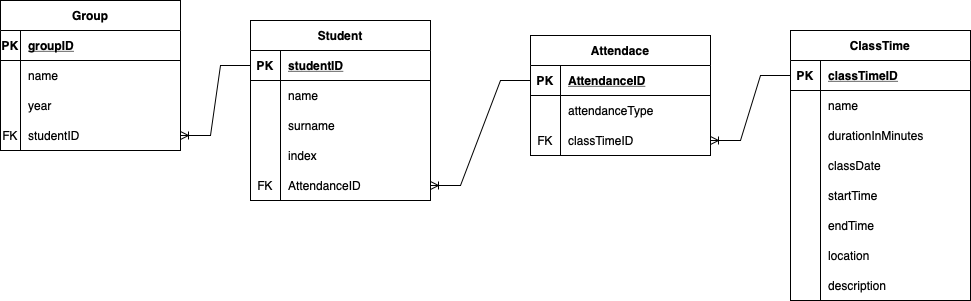 Group
PK groupID
name
year
FK studentID
Student
PK studentID
name
surname
index
FK AttendanceID
Attendace
PK AttendanceID
attendanceType
FK classTimeID
ClassTime
PK classTimeID
name
durationInMinutes
classDate
startTime
endTime
location
description